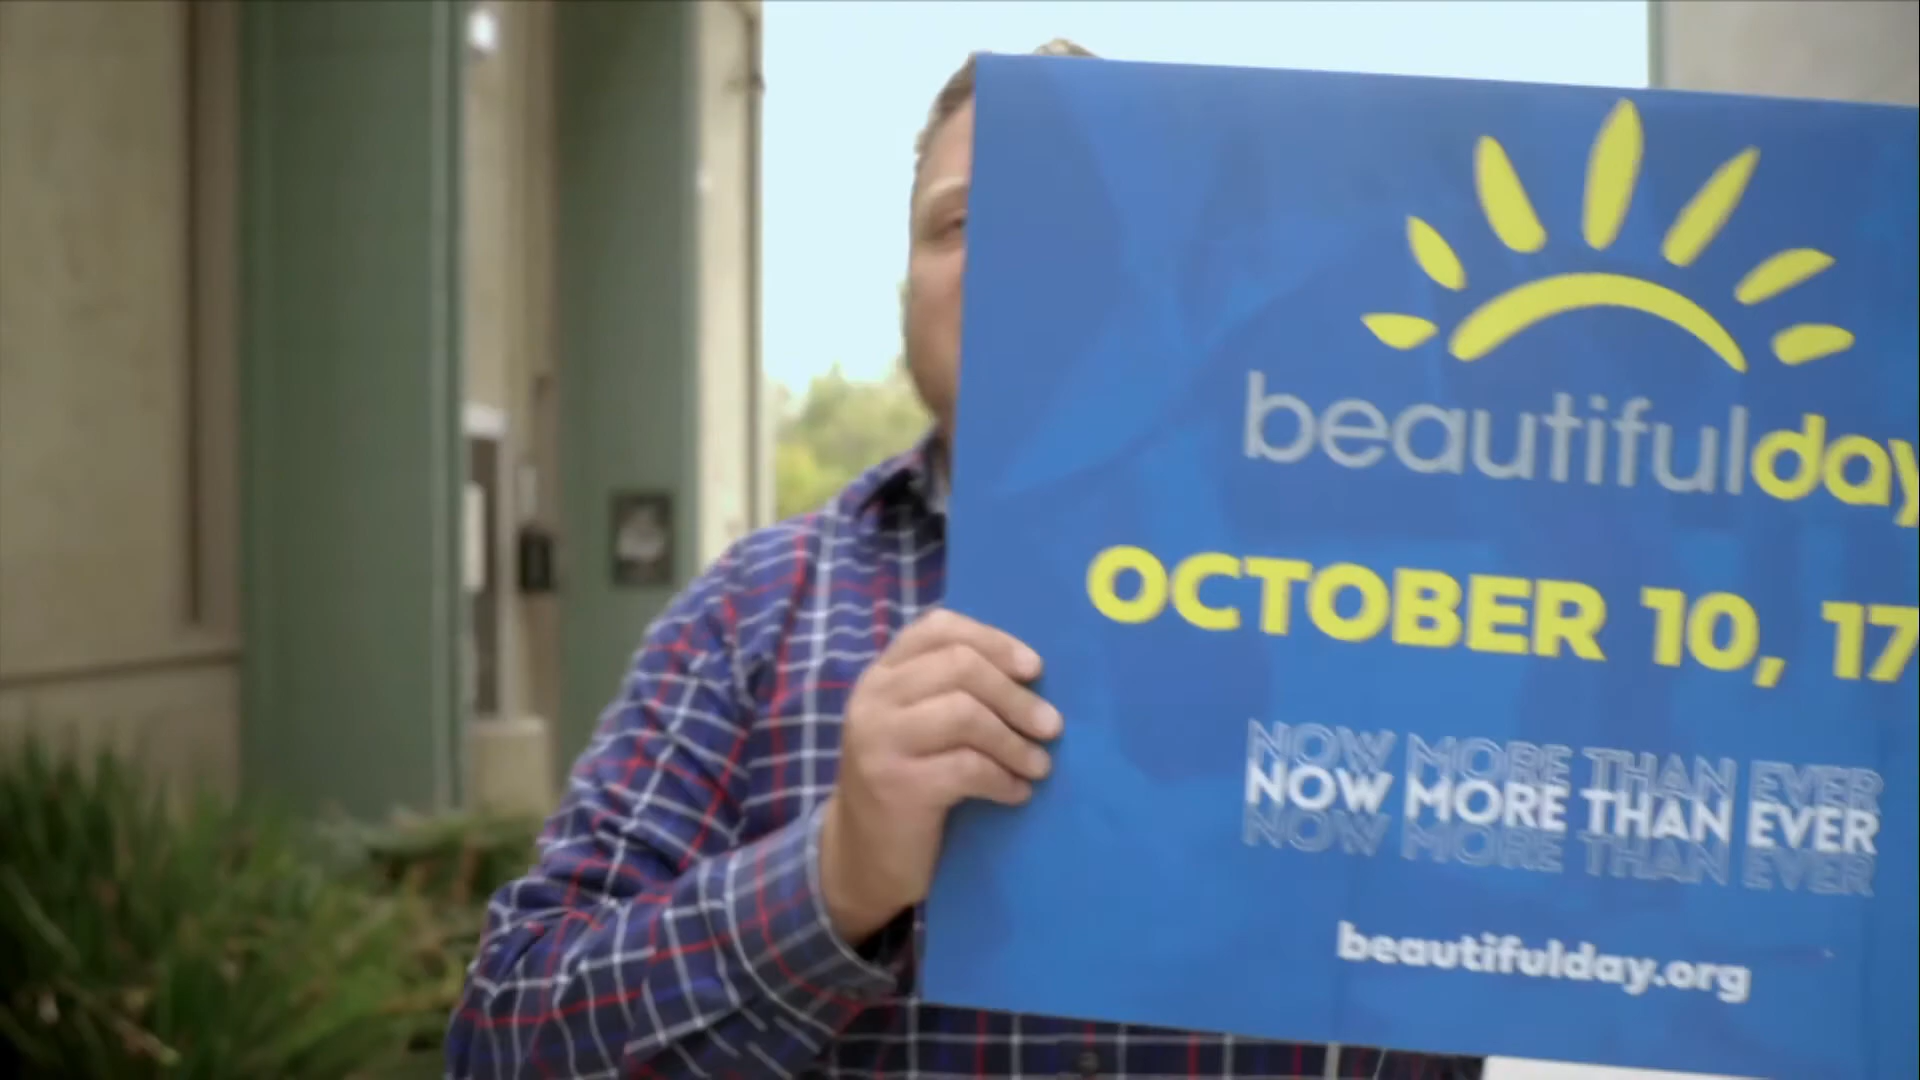 beautifulday
OCTOBER 10, 17
NOW MORE THAN EVER
NOW MORE THAN EVER
NOW MORE THAN EVER
beautifulday.org